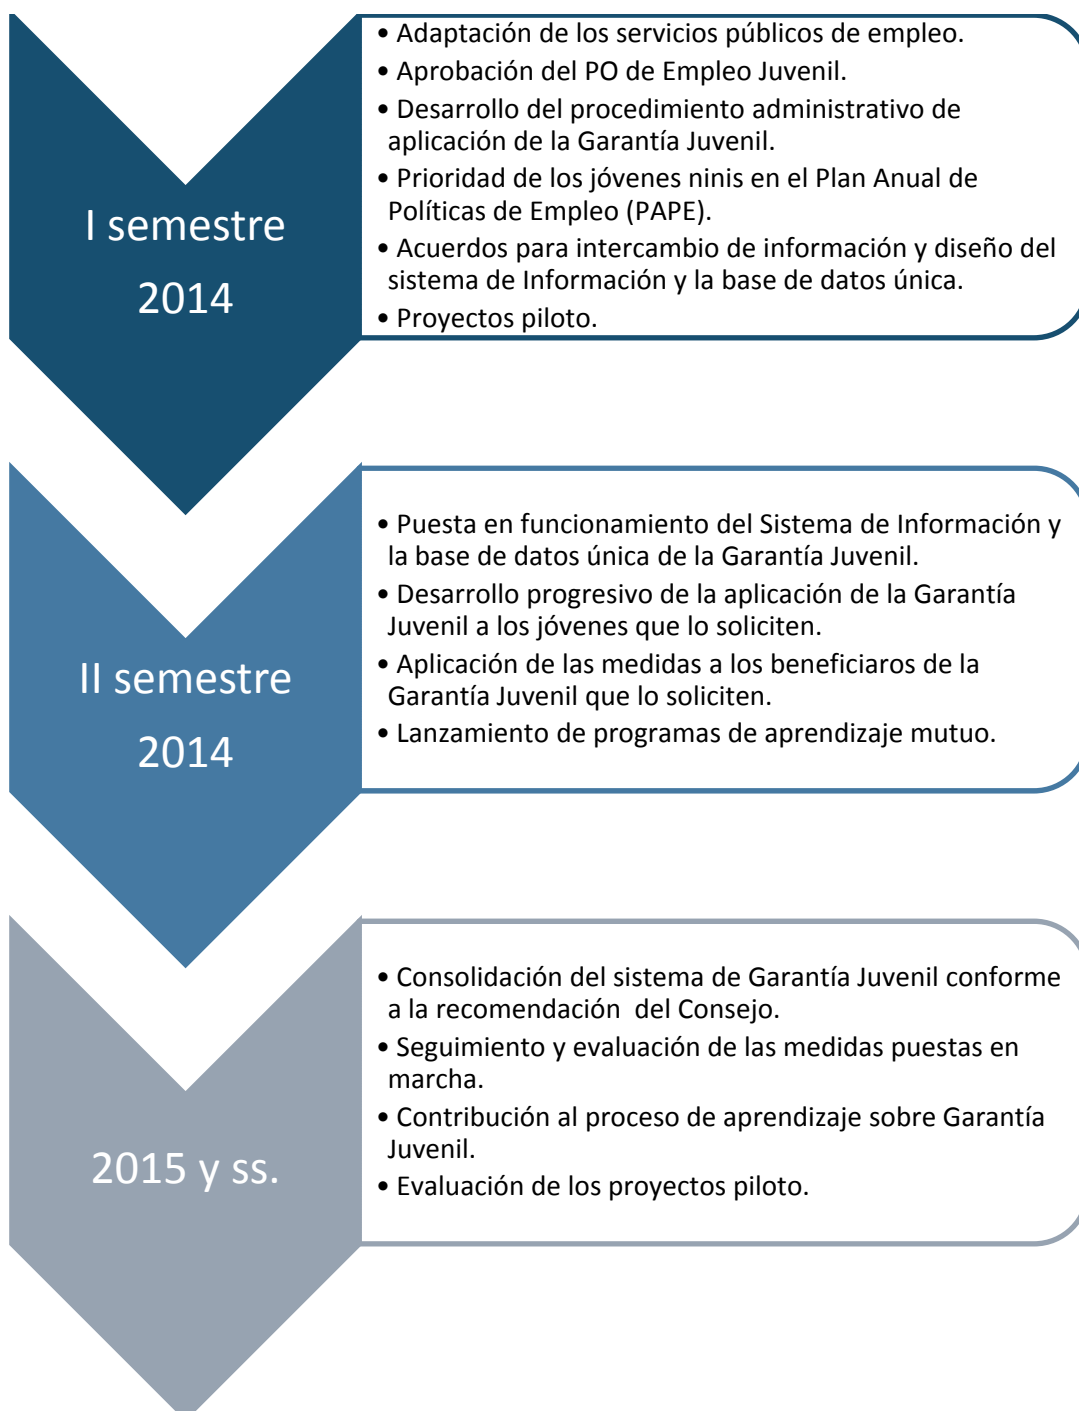 I semestre
2014
• Adaptación de los servicios públicos de empleo.
• Aprobación del PO de Empleo Juvenil.
• Desarrollo del procedimiento administrativo de
aplicación de la Garantía Juvenil.
• Prioridad de los jóvenes ninis en el Plan Anual de
Políticas de Empleo (PAPE).
• Acuerdos para intercambio de información y diseño del
sistema de Información y la base de datos única.
• Proyectos piloto.
II semestre
2014
• Puesta en funcionamiento del Sistema de Información y
la base de datos única de la Garantía Juvenil.
• Desarrollo progresivo de la aplicación de la Garantía
Juvenil a los jóvenes que lo soliciten.
• Aplicación de las medidas a los beneficiaros de la
Garantía Juvenil que lo soliciten.
• Lanzamiento de programas de aprendizaje mutuo.
2015 y ss.
• Consolidación del sistema de Garantía Juvenil conforme
a la recomendación del Consejo.
• Seguimiento y evaluación de las medidas puestas en
marcha.
• Contribución al proceso de aprendizaje sobre Garantía
Juvenil.
• Evaluación de los proyectos piloto.